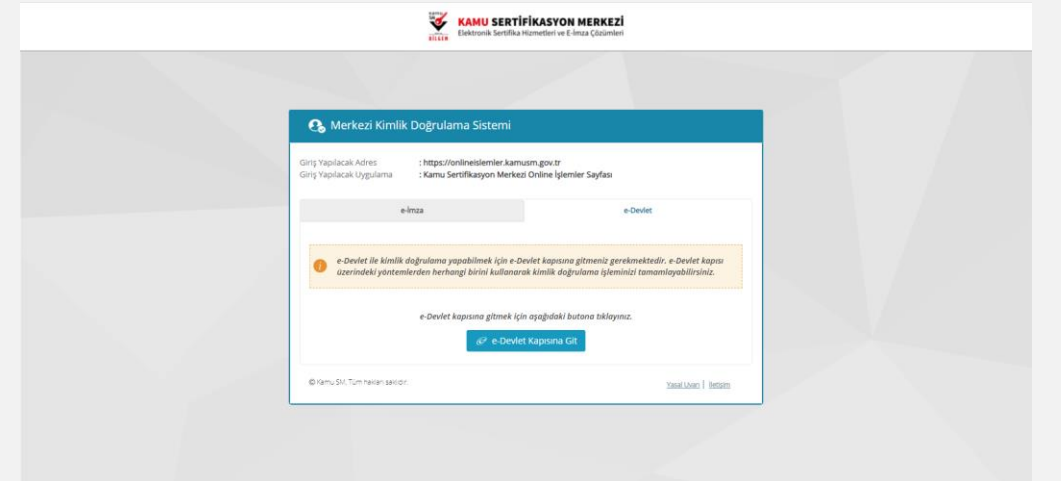 BİLGEM
KAMU SERTİFİKASYON MERKEZİ
Elektronik Sertifika Hizmetleri ve E-İmza Çözümleri
Merkezi Kimlik Doğrulama Sistemi
Giriş Yapılacak Adres : https://onlineislemler.kamusm.gov.tr
Giriş Yapılacak Uygulama : Kamu Sertifikasyon Merkezi Online İşlemler Sayfası
e-İmza e-Devlet
e-Devlet ile kimlik doğrulama yapabilmek için e-Devlet kapısına gitmeniz gerekmektedir. e-Devlet kapısı
üzerindeki yöntemlerden herhangi birini kullanarak kimlik doğrulama işleminizi tamamlayabilirsiniz.
e-Devlet kapısına gitmek için aşağıdaki butona tıklayınız.
e-Devlet Kapısına Git
© Kamu SM, Tüm hakları saklıdır. Yasal Uyarı | İletişim